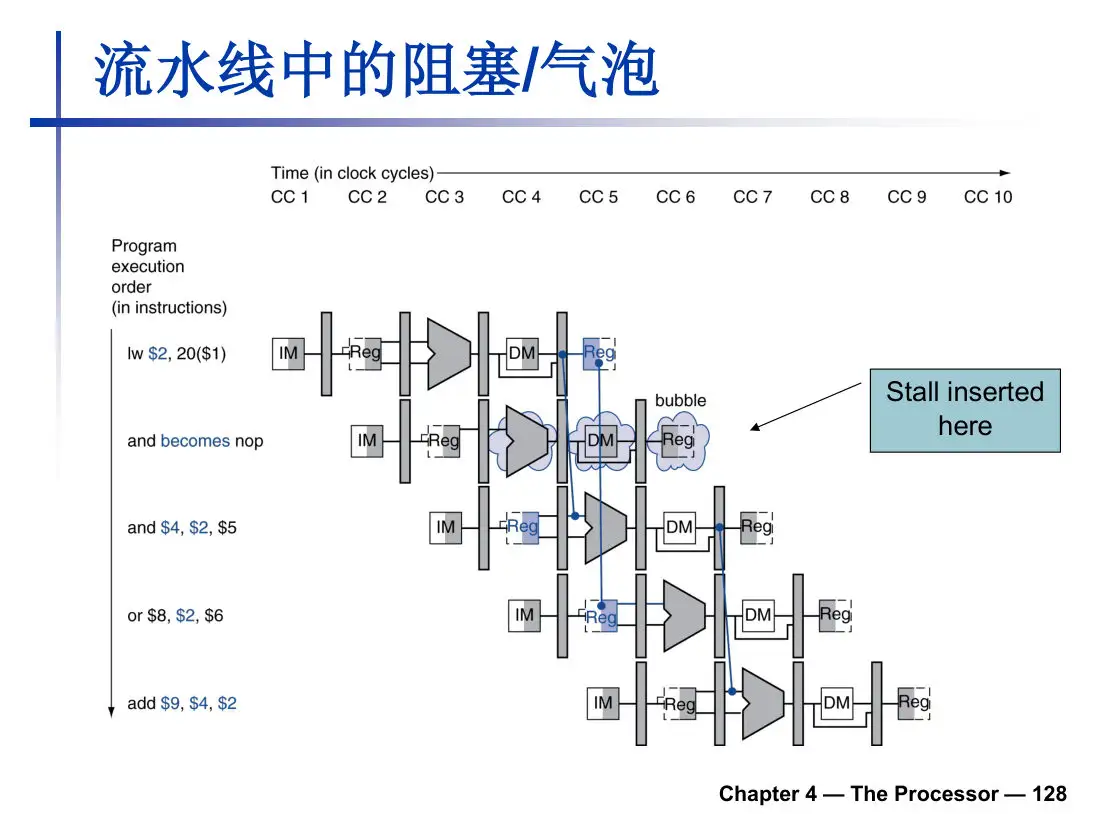 流水线中的阻塞/气泡
Time (in clock cycles)
CC 1 CC 2 CC 3 CC 4 CC 5 CC 6 CC 7 CC 8 CC 9 CC 10
Program
execution
order
(in instructions)
lw $2, 20($1) IM Reg DM Reg
bubble
Stall inserted
here
and becomes nop IM Reg DM Reg
and $4, $2, $5 IM Reg DM Reg
or $8, $2, $6 IM Reg DM Reg
add $9, $4, $2 IM Reg DM Reg
Chapter 4 — The Processor — 128